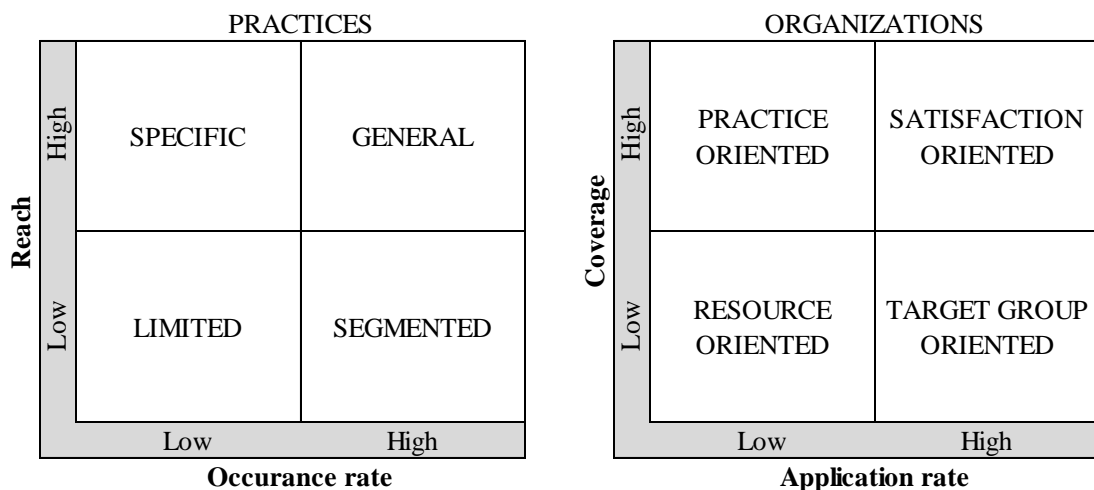 PRACTICES
Reach
High
Low
SPECIFIC
GENERAL
LIMITED
SEGMENTED
Low
High
Occurance rate
ORGANIZATIONS
Coverage
High
Low
PRACTICE
ORIENTED
SATISFACTION
ORIENTED
RESOURCE
ORIENTED
TARGET GROUP
ORIENTED
Low
High
Application rate